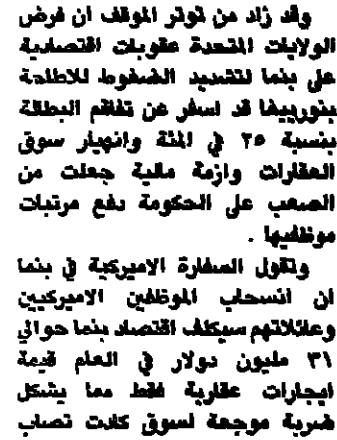 وقد زاد من توتر الموقف ان فرض
الولايات المتحدة عقوبات اقتصادية
على بنما لتشديد الضغوط للاطاحة
بنورييغا قد اسفر عن تفاقم البطالة
بنسبة ٢٥ في المئة وانهيار سوق
العقارات وازمة مالية جعلت من
الصعب على الحكومة دفع مرتبات
موظفيها .
وتقول السفارة الاميركية في بنما
ان انسحاب الموظفين الاميركيين
وعائلاتهم سيكلف اقتصاد بنما حوالي
٣١ مليون دولار في العام قيمة
ايجارات عقارية فقط مما يشكل
ضربة موجعة لسوق كادت تصاب